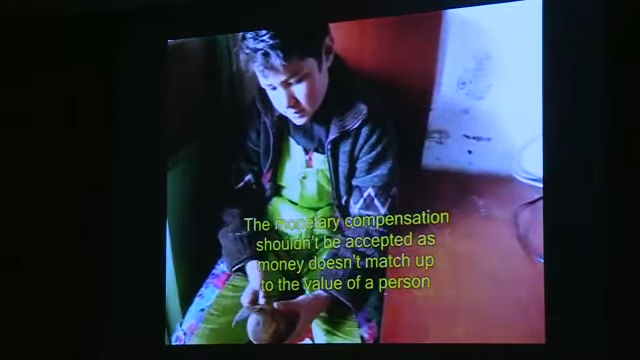 The monetary compensation
shouldn't be accepted as
money doesn't match up
to the value of a person